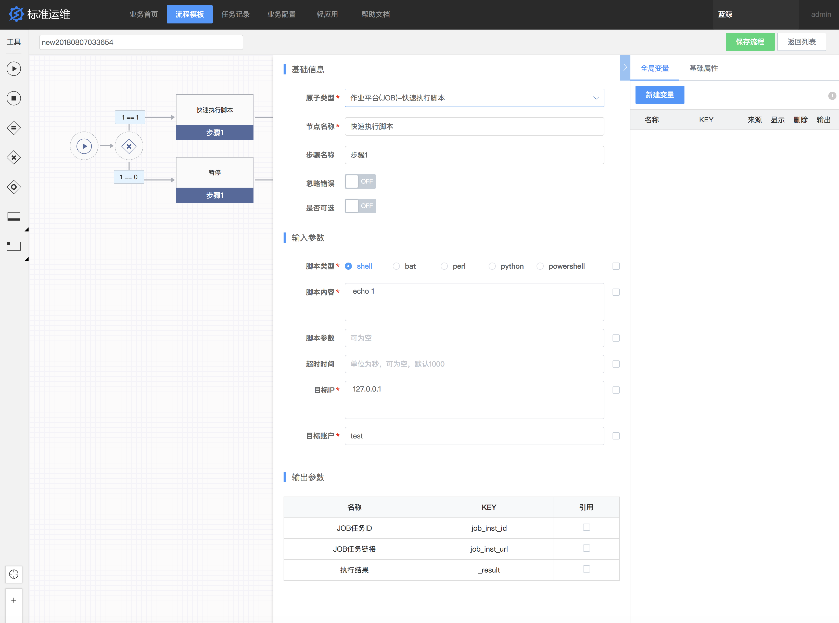 标准运维
业务首页 流程模板 任务记录 业务配置 轻应用 帮助文档 蓝鲸 admin
工具 new20180807033654 保存流程 返回列表
基础信息
原子类型* 作业平台(JOB)-快速执行脚本
节点名称* 快速执行脚本
步骤名称 步骤1
忽略错误 OFF
是否可选 OFF
输入参数
脚本类型* shell bat perl python powershell
脚本内容* echo 1
脚本参数 可为空
超时时间 单位为秒，可为空，默认1000
目标IP* 127.0.0.1
目标账户* test
输出参数
名称 KEY 引用
JOB任务ID job_inst_id
JOB任务链接 job_inst_url
执行结果 _result
1 == 1
快速执行脚本
步骤1
1 == 0
暂停
步骤1
全局变量 基础属性
新建变量
名称 KEY 来源 显示 删除 输出